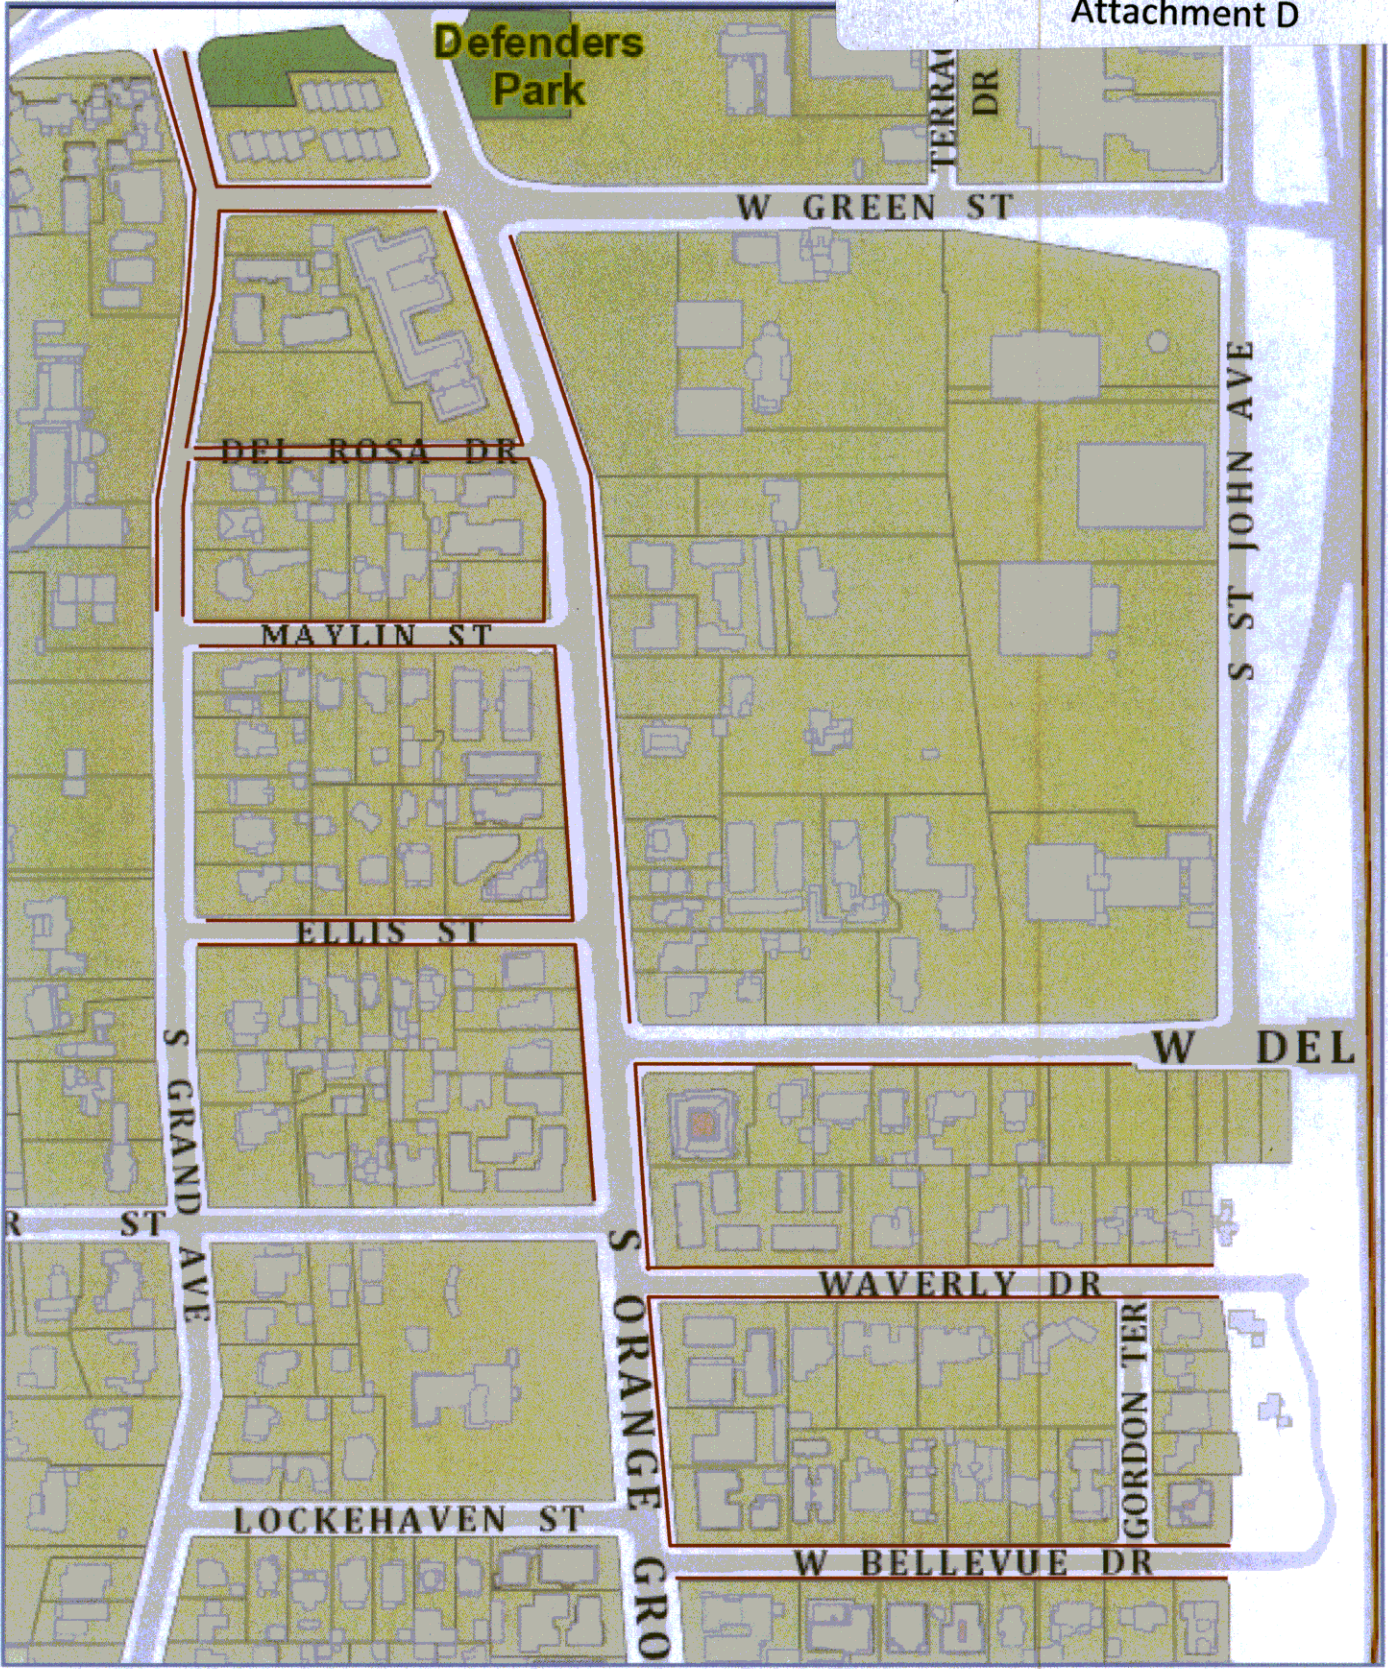 Attachment D
Defenders
Park
TERRAC
DR
W GREEN ST
DEL ROSA DR
S ST JOHN AVE
MAYLIN ST
ELLIS ST
S GRAND AVE
W DEL
R ST
WAVERLY DR
S ORANGE GRO
GORDON TER
LOCKEHAVEN ST
W BELLEVUE DR